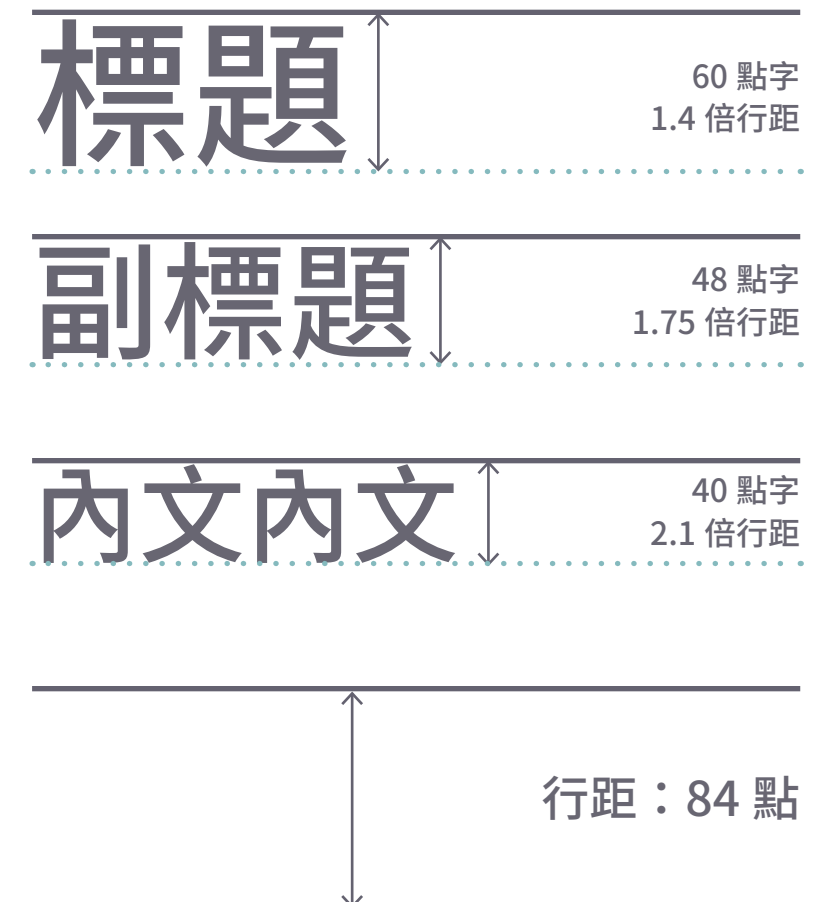 標題
60 點字
1.4 倍行距
副標題
48 點字
1.75 倍行距
內文內文
40 點字
2.1 倍行距
行距：84 點